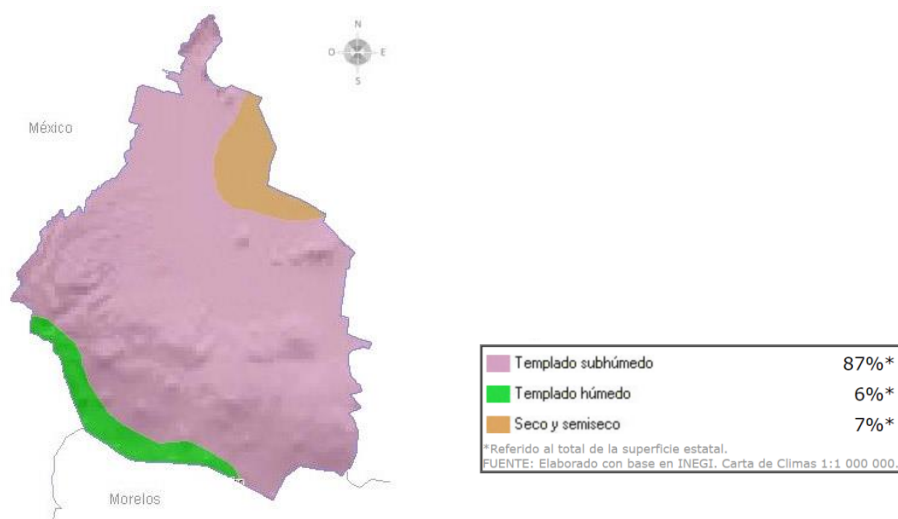 N
O E
S
México
Morelos
Templado subhúmedo 87%*
Templado húmedo 6%*
Seco y semiseco 7%*
*Referido al total de la superficie estatal.
FUENTE: Elaborado con base en INEGI. Carta de Climas 1:1 000 000.